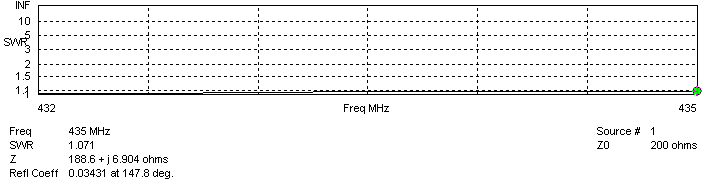 INF
10
5
SWR
3
2
1.5
1.1
1
432 Freq MHz 435
Freq 435 MHz Source # 1
SWR 1.071 Z0 200 ohms
Z 188.6 + j 6.904 ohms
Refl Coeff 0.03431 at 147.8 deg.